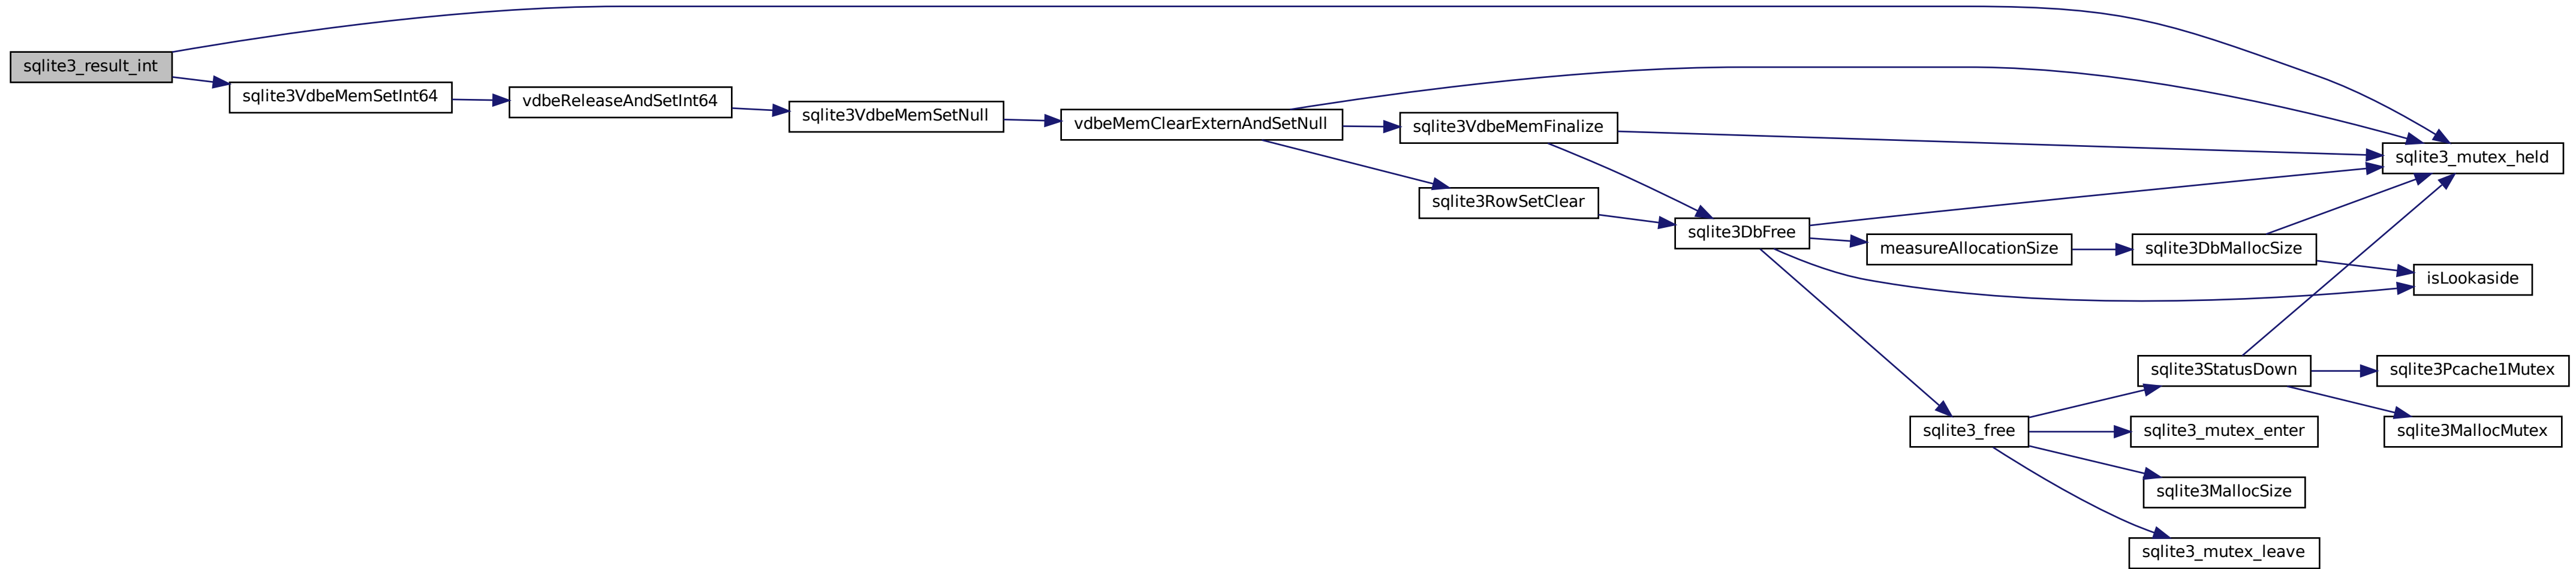 sqlite3_result_int
sqlite3VdbeMemSetInt64
vdbeReleaseAndSetInt64
sqlite3VdbeMemSetNull
vdbeMemClearExternAndSetNull
sqlite3VdbeMemFinalize
sqlite3_mutex_held
sqlite3RowSetClear
sqlite3DbFree
measureAllocationSize
sqlite3DbMallocSize
isLookaside
sqlite3StatusDown
sqlite3Pcache1Mutex
sqlite3_free
sqlite3_mutex_enter
sqlite3MallocMutex
sqlite3MallocSize
sqlite3_mutex_leave